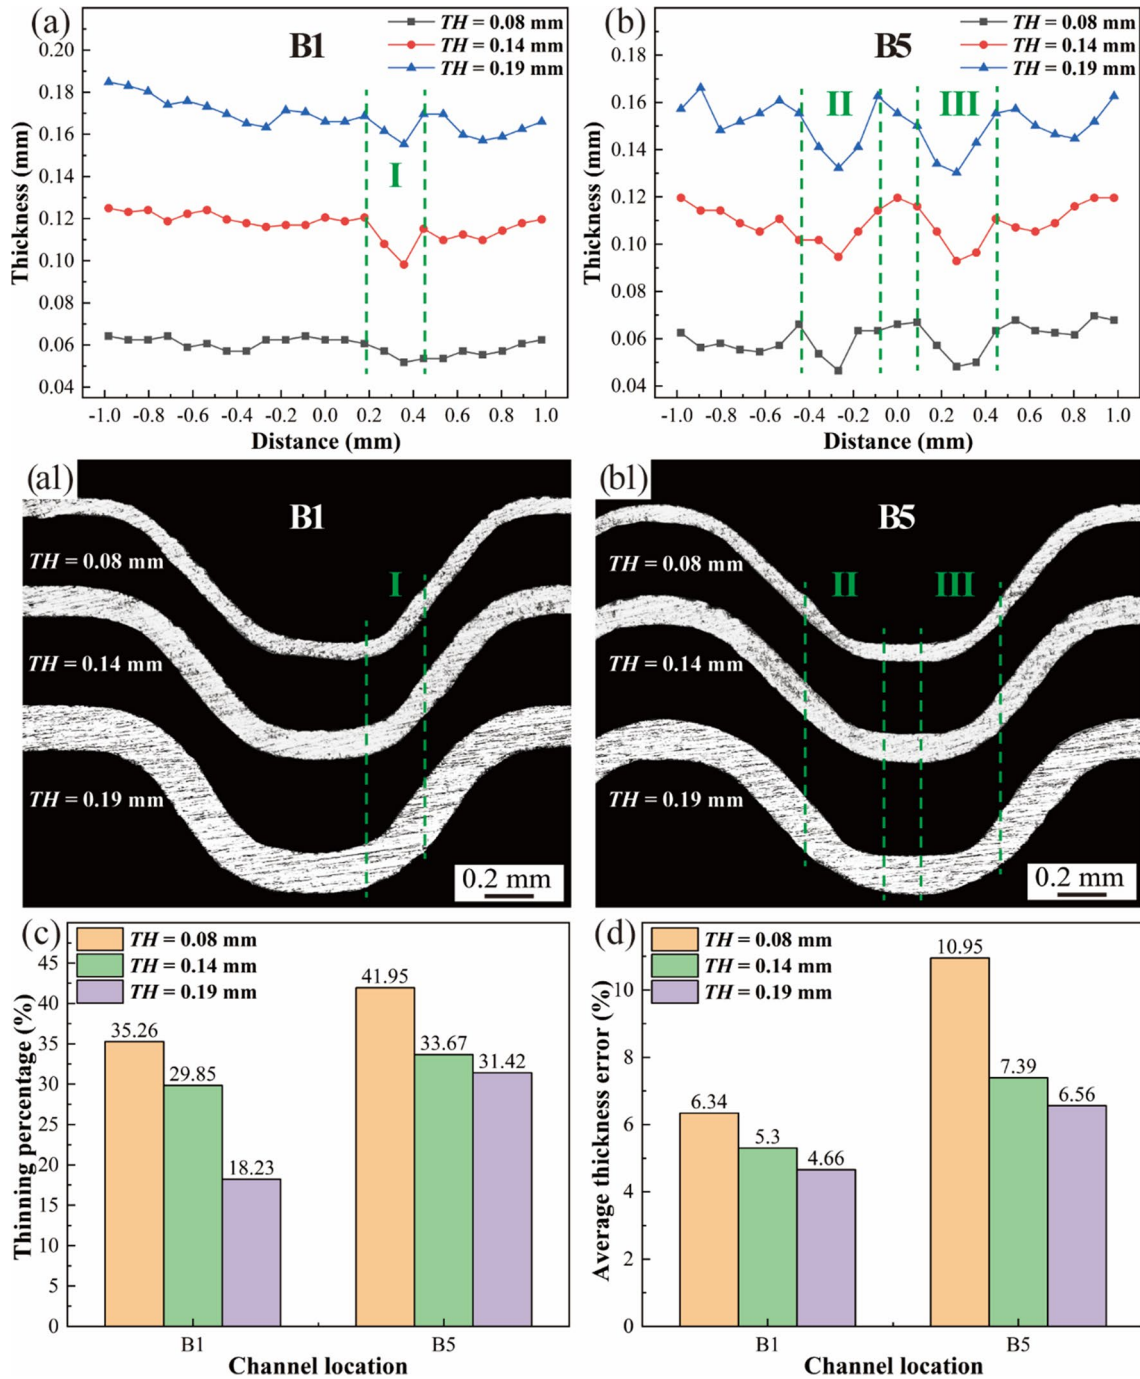 (a)
B1
TH = 0.08 mm
TH = 0.14 mm
TH = 0.19 mm
I
0.20
0.18
0.16
0.14
0.12
0.10
0.08
0.06
0.04
Thickness (mm)
-1.0 -0.8 -0.6 -0.4 -0.2 0.0 0.2 0.4 0.6 0.8 1.0
Distance (mm)
(b)
B5
TH = 0.08 mm
TH = 0.14 mm
TH = 0.19 mm
II III
0.18
0.16
0.14
0.12
0.10
0.08
0.06
0.04
Thickness (mm)
-1.0 -0.8 -0.6 -0.4 -0.2 0.0 0.2 0.4 0.6 0.8 1.0
Distance (mm)
(a1)
B1
TH = 0.08 mm
I
TH = 0.14 mm
TH = 0.19 mm
0.2 mm
(b1)
B5
TH = 0.08 mm
II III
TH = 0.14 mm
TH = 0.19 mm
0.2 mm
(c)
TH = 0.08 mm
TH = 0.14 mm
TH = 0.19 mm
45
40
35
30
25
20
15
10
5
0
Thinning percentage (%)
35.26
29.85
18.23
41.95
33.67
31.42
B1 B5
Channel location
(d)
TH = 0.08 mm
TH = 0.14 mm
TH = 0.19 mm
10
8
6
4
2
0
Average thickness error (%)
6.34
5.3
4.66
10.95
7.39
6.56
B1 B5
Channel location